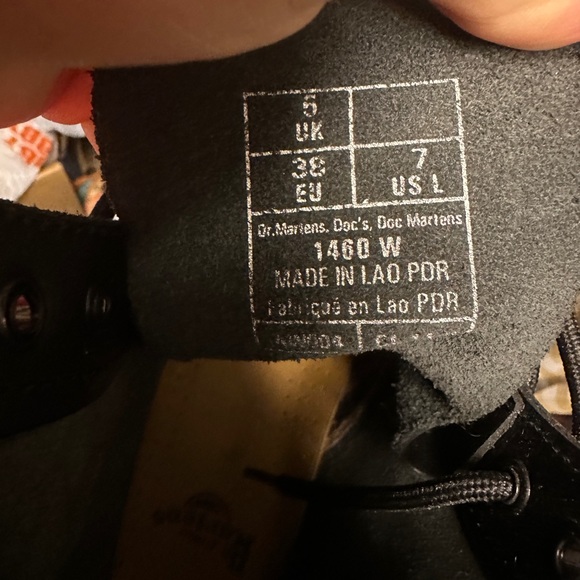 5
UK
38 7
EU US L
Dr.Martens, Doc's, Doc Martens
1460 W
MADE IN LAO PDR
Fabriqué en Lao PDR